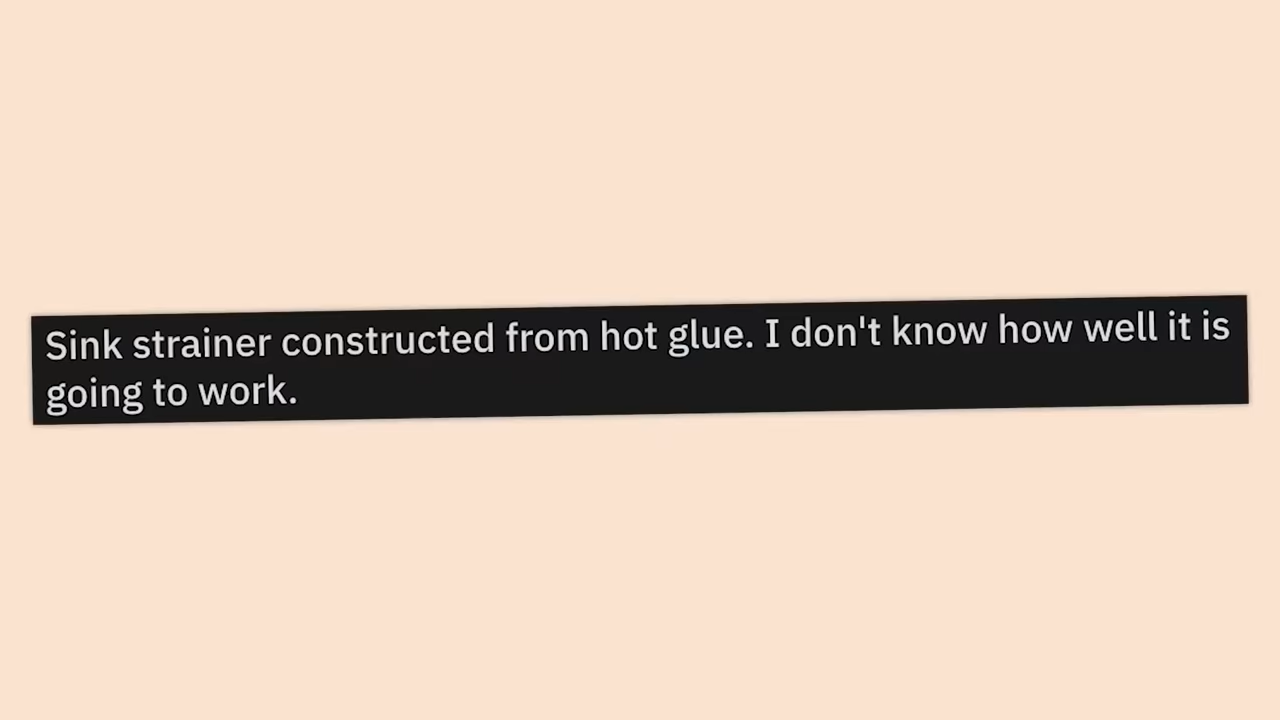 Sink strainer constructed from hot glue. I don't know how well it is
going to work.